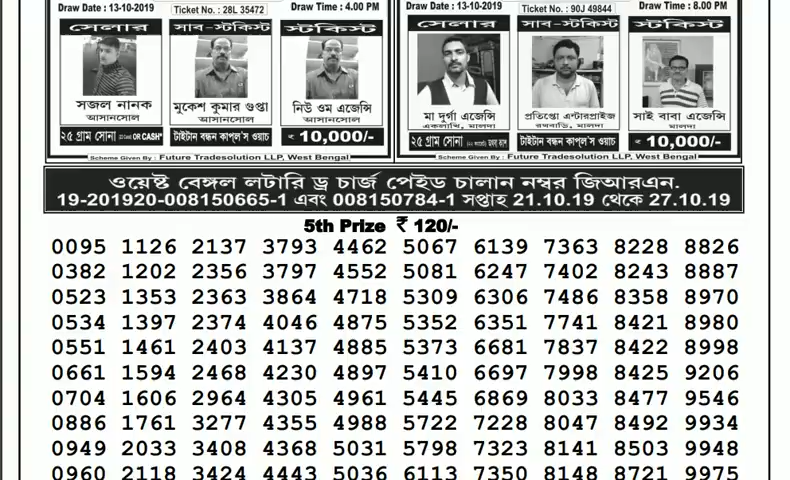 Draw Date : 13-10-2019 Ticket No. : 28L 35472 Draw Time : 4.00 PM
সেলার সাব-স্টকিস্ট স্টকিস্ট
সজল নানক মুকেশ কুমার গুপ্তা নিউ ওম এজেন্সি
আসানসোল আসানসোল আসানসোল
২৫ গ্রাম সোনা OR CASH* টাইটান বন্ধন কাপ্‌ল'স ওয়াচ ₹ 10,000/-
Scheme Given By : Future Tradesolution LLP, West Bengal
Draw Date : 13-10-2019 Ticket No. : 90J 49844 Draw Time : 8.00 PM
সেলার সাব-স্টকিস্ট স্টকিস্ট
মা দুর্গা এজেন্সি প্রতিপ্তো এন্টারপ্রাইজ সাই বাবা এজেন্সি
একলাখি, মালদা রথবাড়ি, মালদা মালদা
২৫ গ্রাম সোনা টাইটান বন্ধন কাপ্‌ল'স ওয়াচ ₹ 10,000/-
Scheme Given By : Future Tradesolution LLP, West Bengal
ওয়েস্ট বেঙ্গল লটারি ড্র চার্জ পেইড চালান নম্বর জিআরএন.
19-201920-008150665-1 এবং 008150784-1 সপ্তাহ 21.10.19 থেকে 27.10.19
5th Prize ₹ 120/-
0095 1126 2137 3793 4462 5067 6139 7363 8228 8826
0382 1202 2356 3797 4552 5081 6247 7402 8243 8887
0523 1353 2363 3864 4718 5309 6306 7486 8358 8970
0534 1397 2374 4046 4875 5352 6351 7741 8421 8980
0551 1461 2403 4137 4885 5373 6681 7837 8422 8998
0661 1594 2468 4230 4897 5410 6697 7998 8425 9206
0704 1606 2964 4305 4961 5445 6869 8033 8477 9546
0886 1761 3277 4355 4988 5722 7228 8047 8492 9934
0949 2033 3408 4368 5031 5798 7323 8141 8503 9948
0960 2118 3424 4443 5036 6113 7350 8148 8721 9975